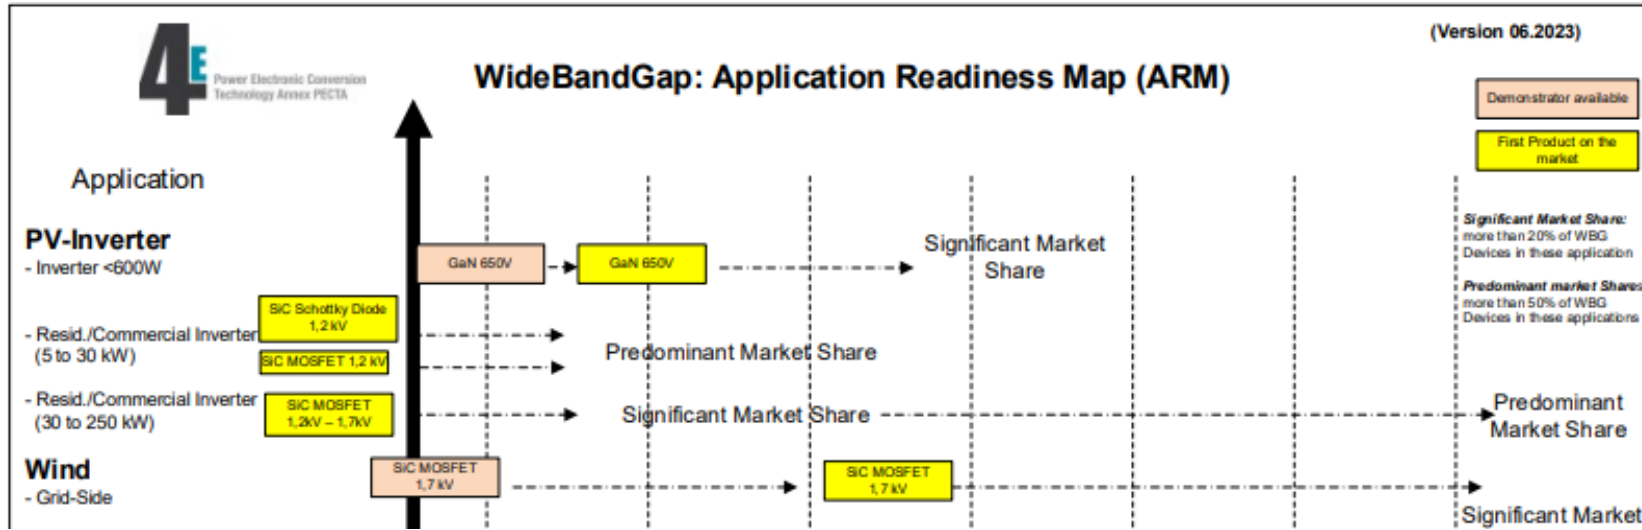 (Version 06.2023)
4E
Power Electronic Conversion
Technology Annex PECTA
WideBandGap: Application Readiness Map (ARM)
Demonstrator available
First Product on the
market
Application
PV-Inverter
- Inverter <600W
GaN 650V
GaN 650V
Significant Market
Share
Significant Market Share:
more than 20% of WBG
Devices in these application
Predominant market Shares
more than 50% of WBG
Devices in these applications
SiC Schottky Diode
1,2 kV
- Resid./Commercial Inverter
(5 to 30 kW)
SiC MOSFET 1,2 kV
Predominant Market Share
- Resid./Commercial Inverter
(30 to 250 kW)
SiC MOSFET
1,2kV – 1,7kV
Significant Market Share
Predominant
Market Share
Wind
- Grid-Side
SiC MOSFET
1,7 kV
SiC MOSFET
1,7 kV
Significant Market